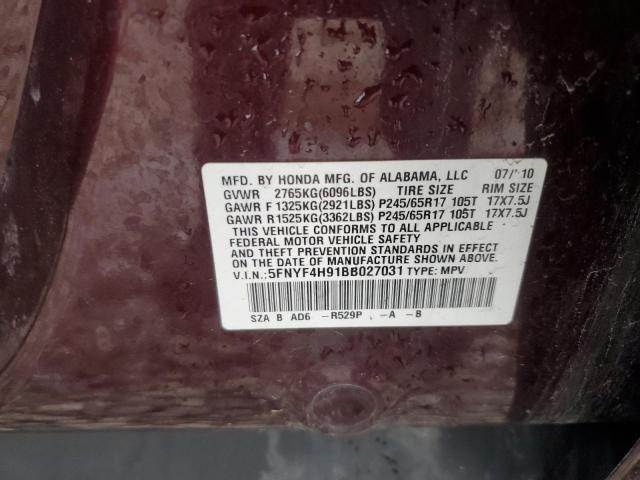 MFD. BY HONDA MFG. OF ALABAMA, LLC 07/'10
GVWR 2765KG(6096LBS) TIRE SIZE RIM SIZE
GAWR F 1325KG(2921LBS) P245/65R17 105T 17X7.5J
GAWR R1525KG(3362LBS) P245/65R17 105T 17X7.5J
THIS VEHICLE CONFORMS TO ALL APPLICABLE
FEDERAL MOTOR VEHICLE SAFETY
AND THEFT PREVENTION STANDARDS IN EFFECT
ON THE DATE OF MANUFACTURE SHOWN ABOVE.
V.I.N.: 5FNYF4H91BB027031 TYPE: MPV
SZA B AD6 -R529P -A -B